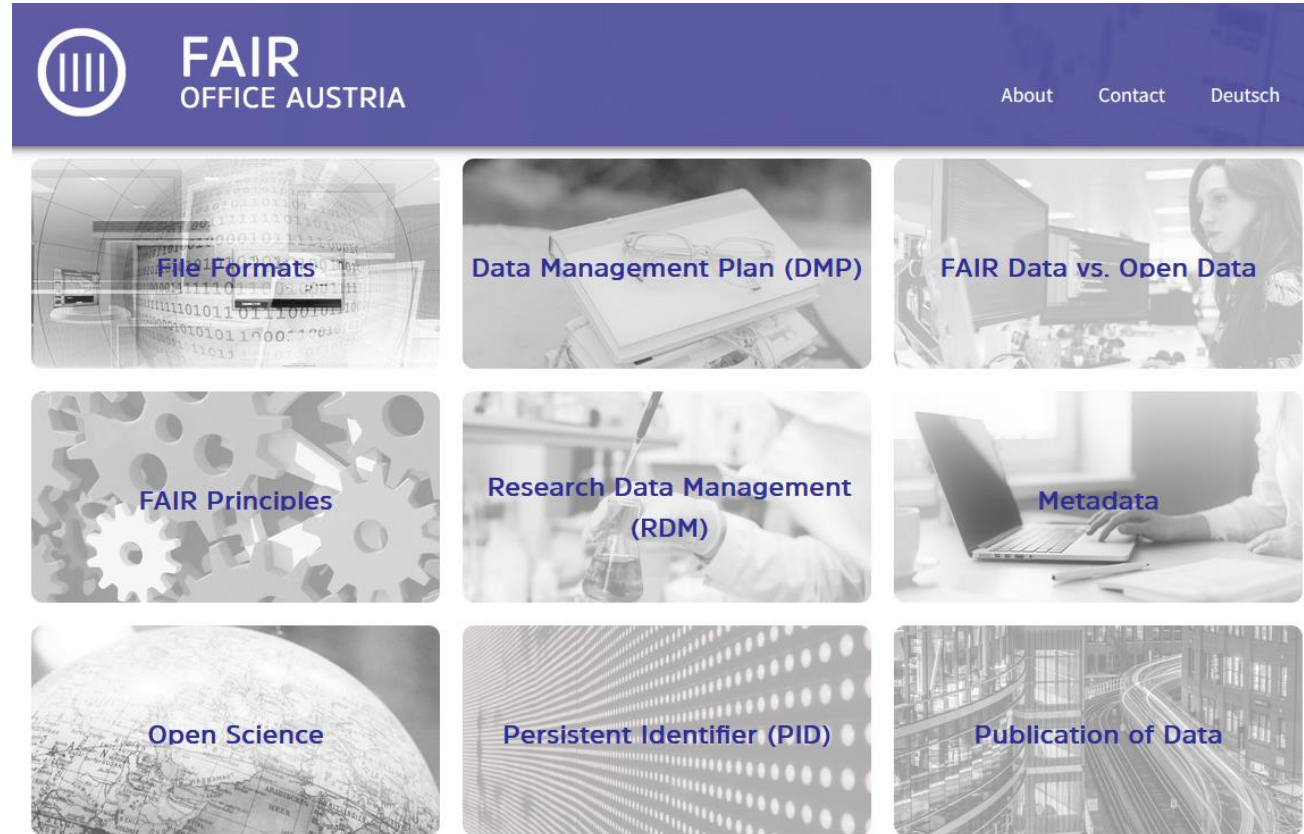 FAIR
OFFICE AUSTRIA
About Contact Deutsch
File Formats
Data Management Plan (DMP)
FAIR Data vs. Open Data
FAIR Principles
Research Data Management
(RDM)
Metadata
Open Science
Persistent Identifier (PID)
Publication of Data